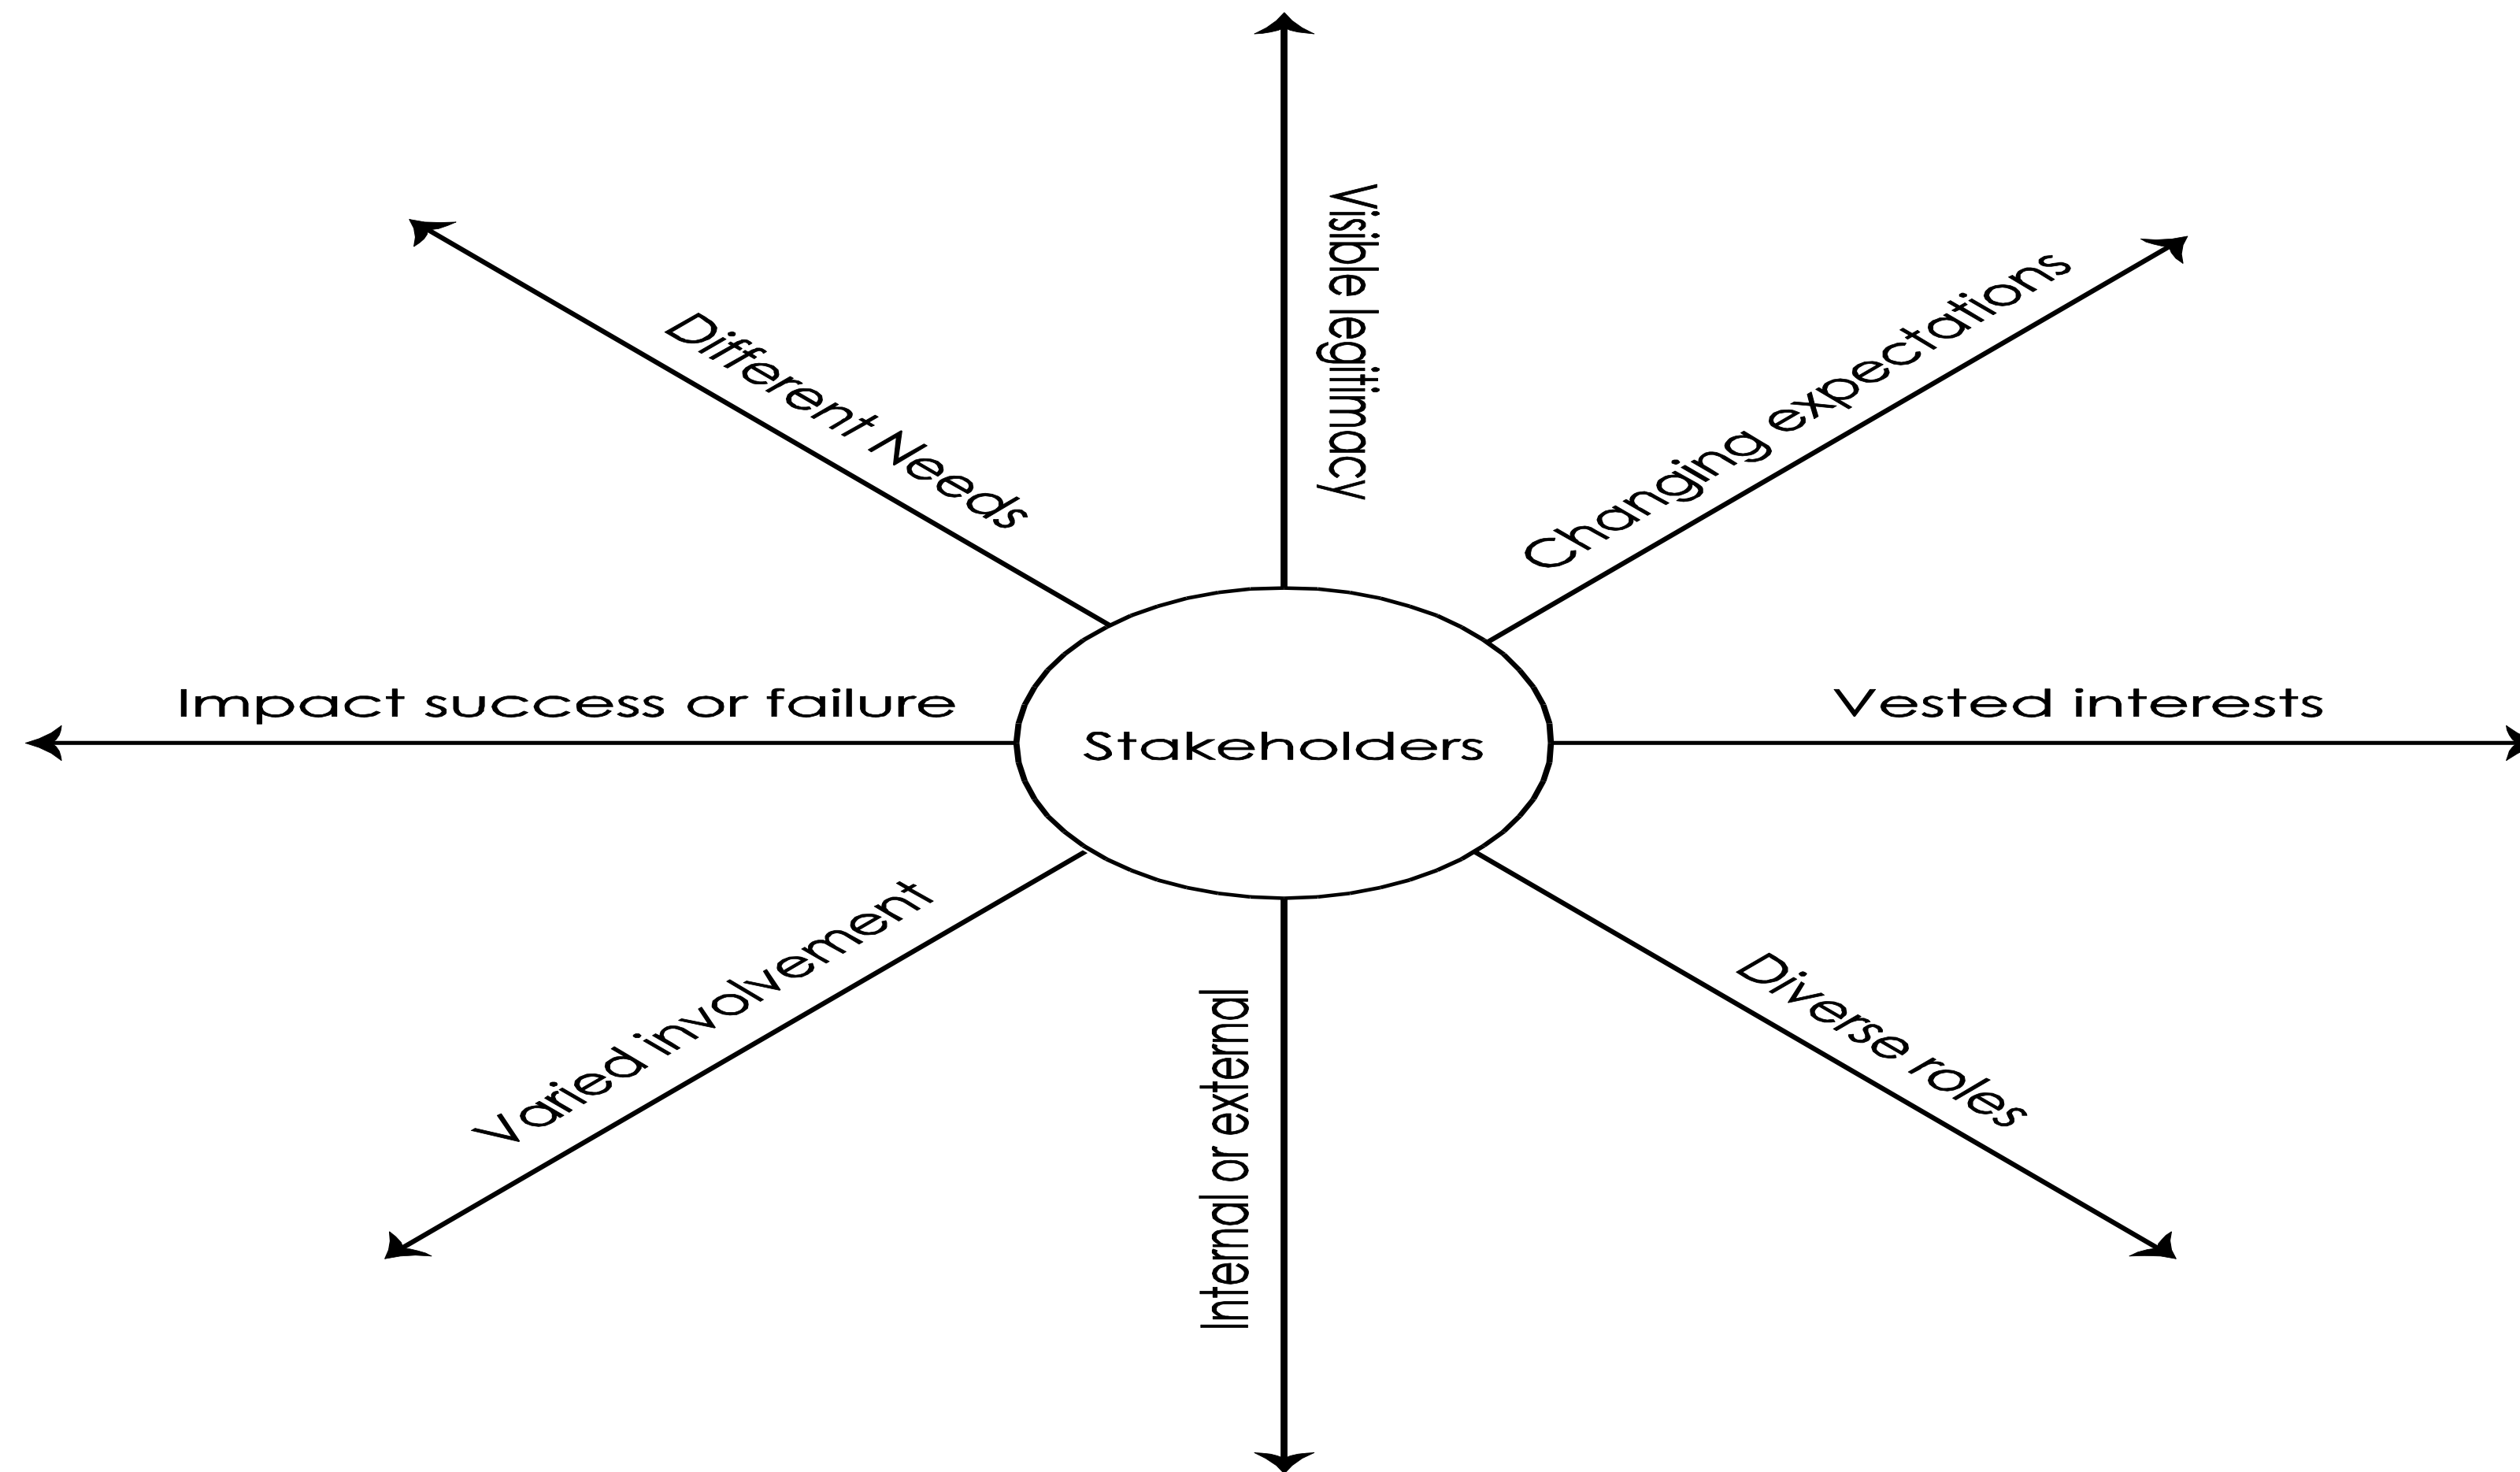 Visible legitimacy
Different Needs
Changing expectations
Impact success or failure
Stakeholders
Vested interests
Varied involvement
Internal or external
Diverse roles